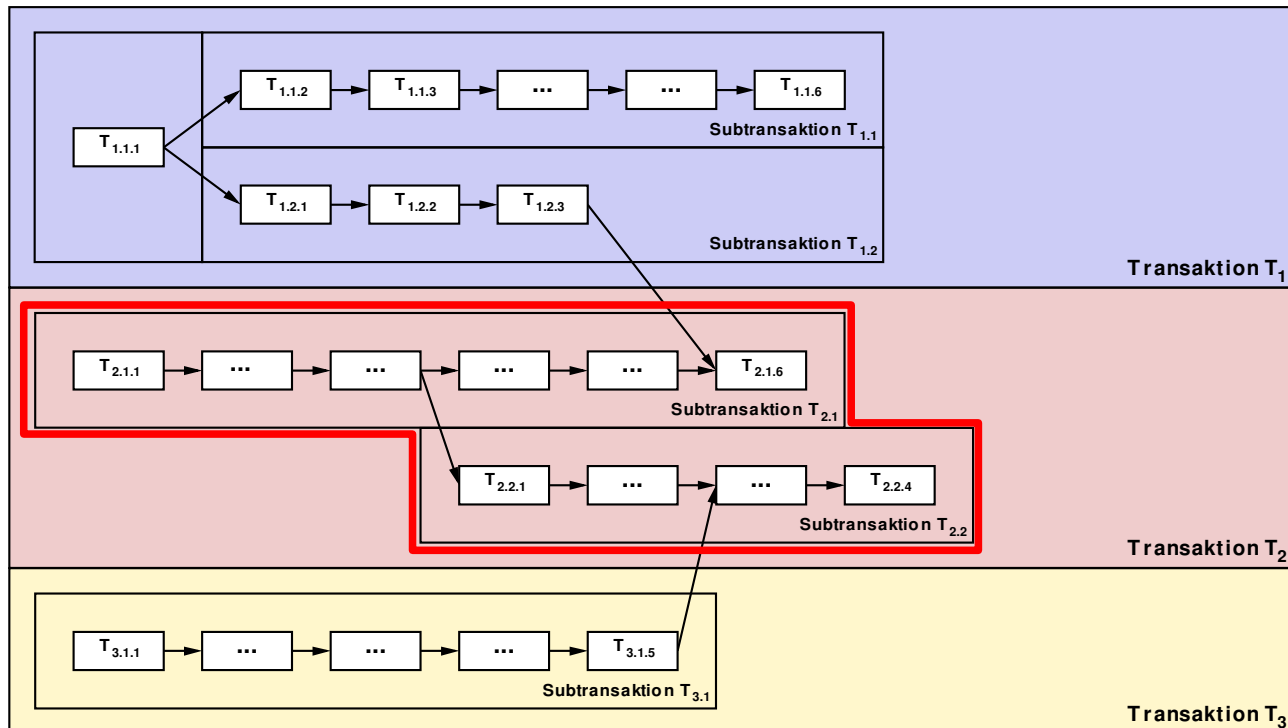 T1.1.2 T1.1.3 ... ... T1.1.6
Subtransaktion T1.1
T1.1.1
T1.2.1 T1.2.2 T1.2.3
Subtransaktion T1.2
Transaktion T1
T2.1.1 ... ... ... ... T2.1.6
Subtransaktion T2.1
T2.2.1 ... ... T2.2.4
Subtransaktion T2.2
Transaktion T2
T3.1.1 ... ... ... T3.1.5
Subtransaktion T3.1
Transaktion T3